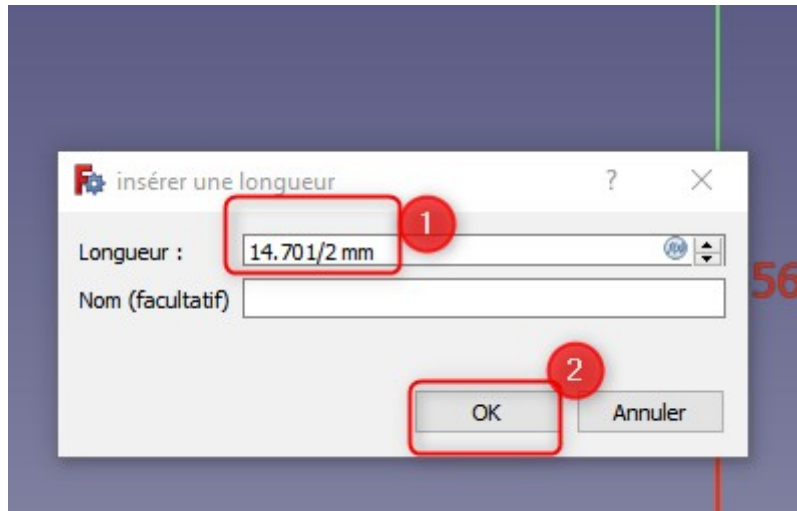 insérer une longueur ?
1
Longueur : 14.701/2 mm
56
Nom (facultatif)
2
OK Annuler